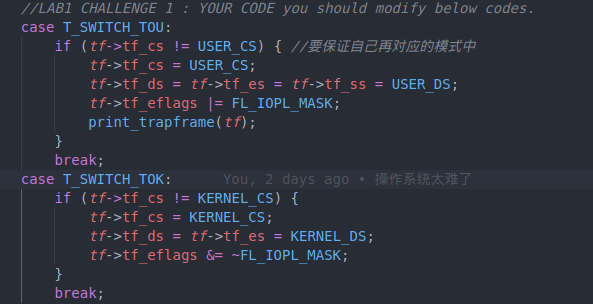 //LAB1 CHALLENGE 1 : YOUR CODE you should modify below codes.
case T_SWITCH_TOU:
if (tf->tf_cs != USER_CS) { //要保证自己再对应的模式中
tf->tf_cs = USER_CS;
tf->tf_ds = tf->tf_es = tf->tf_ss = USER_DS;
tf->tf_eflags |= FL_IOPL_MASK;
print_trapframe(tf);
}
break;
case T_SWITCH_TOK: You, 2 days ago • 操作系统太难了
if (tf->tf_cs != KERNEL_CS) {
tf->tf_cs = KERNEL_CS;
tf->tf_ds = tf->tf_es = KERNEL_DS;
tf->tf_eflags &= ~FL_IOPL_MASK;
}
break;